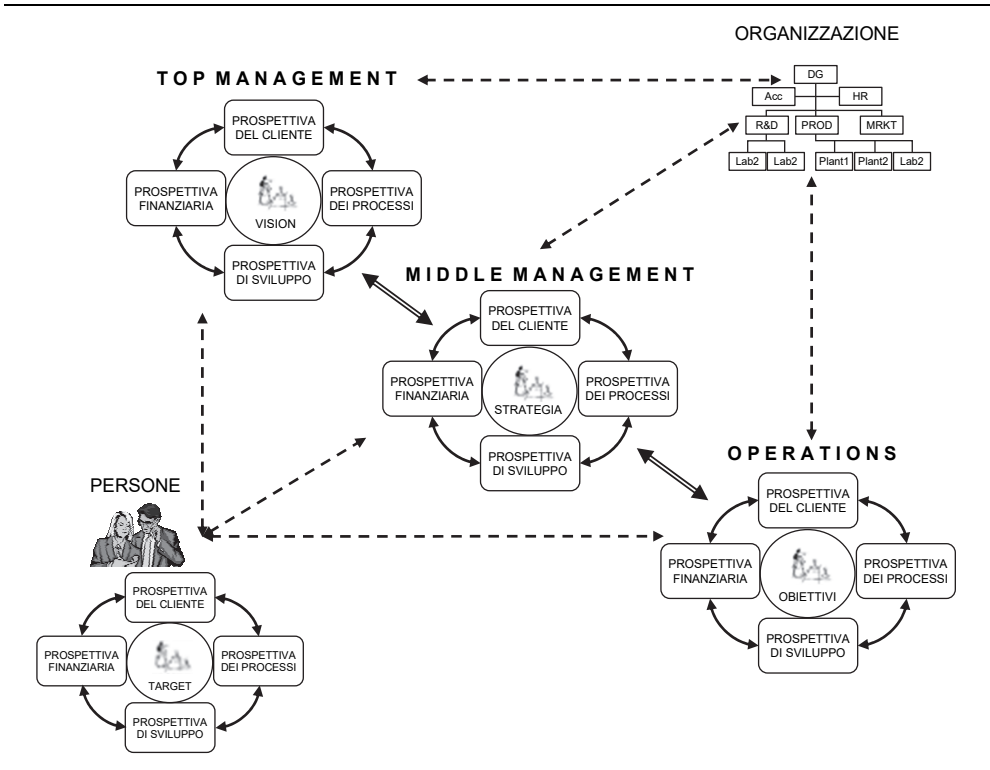 ORGANIZZAZIONE
DG
Acc
HR
R&D
PROD
MRKT
Lab2
Lab2
Plant1
Plant2
Lab2
TOP MANAGEMENT
PROSPETTIVA
DEL CLIENTE
PROSPETTIVA
FINANZIARIA
VISION
PROSPETTIVA
DEI PROCESSI
PROSPETTIVA
DI SVILUPPO
MIDDLE MANAGEMENT
PROSPETTIVA
DEL CLIENTE
PROSPETTIVA
FINANZIARIA
STRATEGIA
PROSPETTIVA
DEI PROCESSI
PROSPETTIVA
DI SVILUPPO
OPERATIONS
PROSPETTIVA
DEL CLIENTE
PROSPETTIVA
FINANZIARIA
OBIETTIVI
PROSPETTIVA
DEI PROCESSI
PROSPETTIVA
DI SVILUPPO
PERSONE
PROSPETTIVA
DEL CLIENTE
PROSPETTIVA
FINANZIARIA
TARGET
PROSPETTIVA
DEI PROCESSI
PROSPETTIVA
DI SVILUPPO